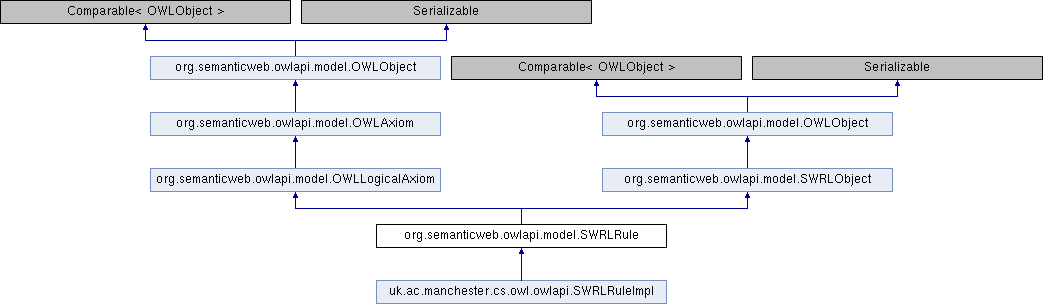 Comparable< OWLObject >
Serializable
org.semanticweb.owlapi.model.OWLObject
Comparable< OWLObject >
Serializable
org.semanticweb.owlapi.model.OWLAxiom
org.semanticweb.owlapi.model.OWLObject
org.semanticweb.owlapi.model.OWLLogicalAxiom
org.semanticweb.owlapi.model.SWRLObject
org.semanticweb.owlapi.model.SWRLRule
uk.ac.manchester.cs.owl.owlapi.SWRLRuleImpl